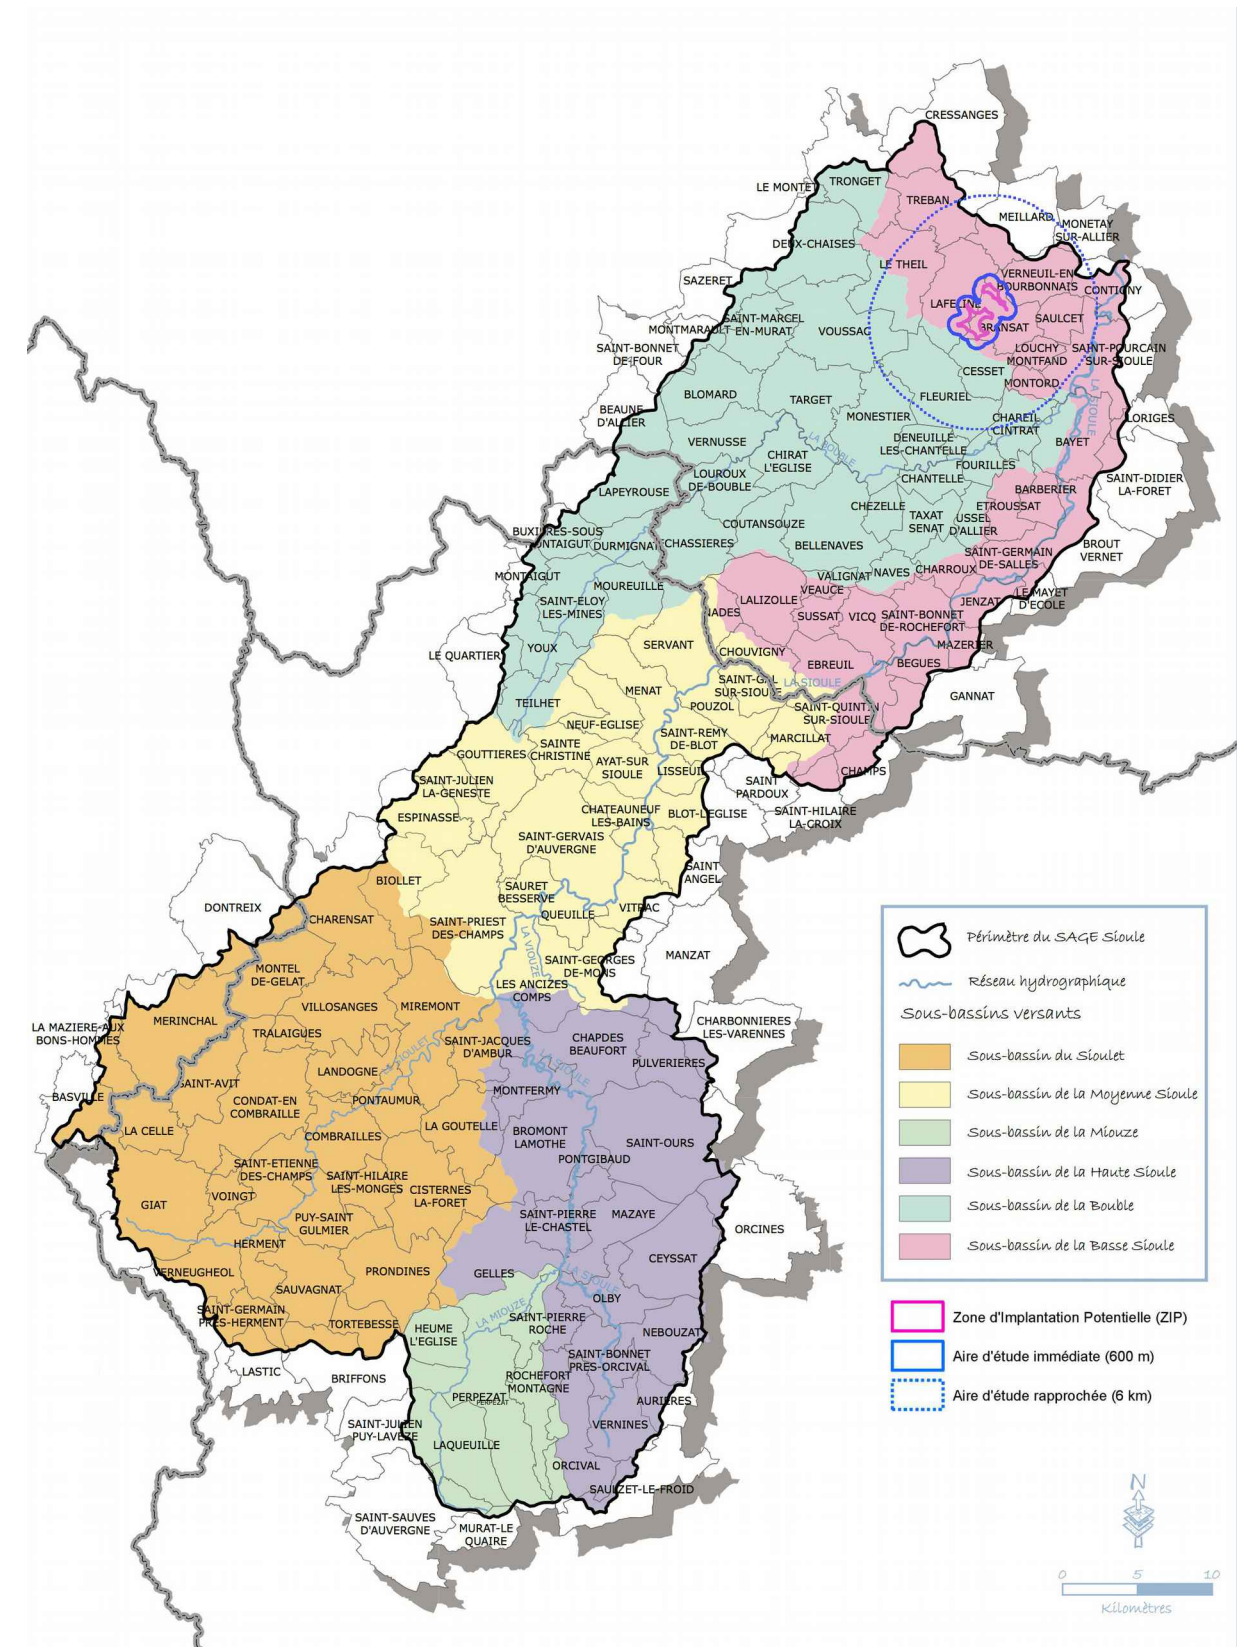 CRESSANGES
LE MONTET
TRONGET
TREBAN
MEILLARD
MONETAY
SUR-ALLIER
DEUX-CHAISES
LE THEIL
SAZERET
VERNEUIL-EN
BOURBONNAIS
CONTIGNY
LAFELINE
SAINT-MARCEL
EN-MURAT
MONTMARAULT
VOUSSAC
BRANSAT
SAULCET
SAINT-BONNET
DE-FOUR
LOUCHY
MONTFAND
SAINT-POURCAIN
SUR-SIOULE
CESSET
MONTORD
BLOMARD
TARGET
FLEURIEL
BEAUNE
D'ALLIER
MONESTIER
CHAREIL
CINTRAT
LORIGES
LA SIOULE
VERNUSSE
DENEUILLE
LES-CHANTELLE
BAYET
LA BOUBLE
CHIRAT
L'EGLISE
FOURILLES
LOUROUX
DE-BOUBLE
CHANTELLE
SAINT-DIDIER
LA-FORET
LAPEYROUSE
BARBERIER
CHEZELLE
ETROUSSAT
TAXAT
SENAT
USSEL
D'ALLIER
COUTANSOUZE
BUXIERES-SOUS
MONTAIGUT
DURMIGNAT
ECHASSIERES
BELLENAVES
BROUT
VERNET
SAINT-GERMAIN
DE-SALLES
MONTAIGUT
MOUREUILLE
VALIGNAT
NAVES
CHARROUX
VEAUCE
LALIZOLLE
SAINT-ELOY
LES-MINES
NADES
SUSSAT
VICQ
SAINT-BONNET
DE-ROCHEFORT
JENZAT
LE MAYET
D'ECOLE
LE QUARTIER
YOUX
SERVANT
CHOUVIGNY
EBREUIL
MAZERIER
BEGUES
LA SIOULE
TEILHET
MENAT
SAINT-GAL
SUR-SIOULE
POUZOL
SAINT-QUINTIN
SUR-SIOULE
GANNAT
NEUF-EGLISE
SAINTE
CHRISTINE
SAINT-REMY
DE-BLOT
MARCILLAT
GOUTTIERES
AYAT-SUR
SIOULE
LISSEUIL
CHAMPS
SAINT-JULIEN
LA-GENESTE
SAINT
PARDOUX
SAINT-HILAIRE
LA-CROIX
ESPINASSE
CHATEAUNEUF
LES-BAINS
BLOT-L'EGLISE
SAINT-GERVAIS
D'AUVERGNE
SAINT
ANGEL
BIOLLET
SAURET
BESSERVE
DONTREIX
CHARENSAT
SAINT-PRIEST
DES-CHAMPS
QUEUILLE
VITRAC
LA VIOUZE
MONTEL
DE-GELAT
SAINT-GEORGES
DE-MONS
MANZAT
LES ANCIZES
COMPS
VILLOSANGES
MIREMONT
MERINCHAL
LA MAZIERE-AUX
BONS-HOMMES
TRALAIGUES
SAINT-JACQUES
D'AMBUR
CHAPDES
BEAUFORT
CHARBONNIERES
LES-VARENNES
LE SIOULET
LA SIOULE
PULVERIERES
LANDOGNE
SAINT-AVIT
BASVILLE
CONDAT-EN
COMBRAILLE
PONTAUMUR
MONTFERMY
LA CELLE
COMBRAILLES
LA GOUTELLE
BROMONT
LAMOTHE
SAINT-OURS
PONTGIBAUD
SAINT-ETIENNE
DES-CHAMPS
SAINT-HILAIRE
LES-MONGES
CISTERNES
LA-FORET
GIAT
VOINGT
PUY-SAINT
GULMIER
SAINT-PIERRE
LE-CHASTEL
MAZAYE
ORCINES
HERMENT
CEYSSAT
VERNEUGHEOL
PRONDINES
GELLES
LA SIOULE
SAUVAGNAT
OLBY
SAINT-GERMAIN
PRES-HERMENT
TORTEBESSE
LA MIOUZE
HEUME
L'EGLISE
SAINT-PIERRE
ROCHE
NEBOUZAT
SAINT-BONNET
PRES-ORCIVAL
LASTIC
BRIFFONS
ROCHEFORT
MONTAGNE
PERPEZAT
PERPEZAT
AURIERES
SAINT-JULIEN
PUY-LAVEZE
VERNINES
LAQUEUILLE
ORCIVAL
SAULZET-LE-FROID
SAINT-SAUVES
D'AUVERGNE
MURAT-LE
QUAIRE
Périmètre du SAGE Sioule
Réseau hydrographique
Sous-bassins versants
Sous-bassin du Sioulet
Sous-bassin de la Moyenne Sioule
Sous-bassin de la Miouze
Sous-bassin de la Haute Sioule
Sous-bassin de la Bouble
Sous-bassin de la Basse Sioule
Zone d'Implantation Potentielle (ZIP)
Aire d'étude immédiate (600 m)
Aire d'étude rapprochée (6 km)
N
0 5 10
Kilomètres